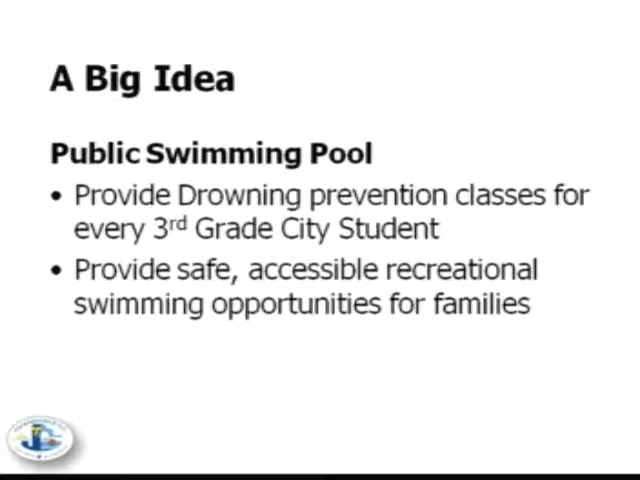 A Big Idea
Public Swimming Pool
• Provide Drowning prevention classes for
every 3rd Grade City Student
• Provide safe, accessible recreational
swimming opportunities for families